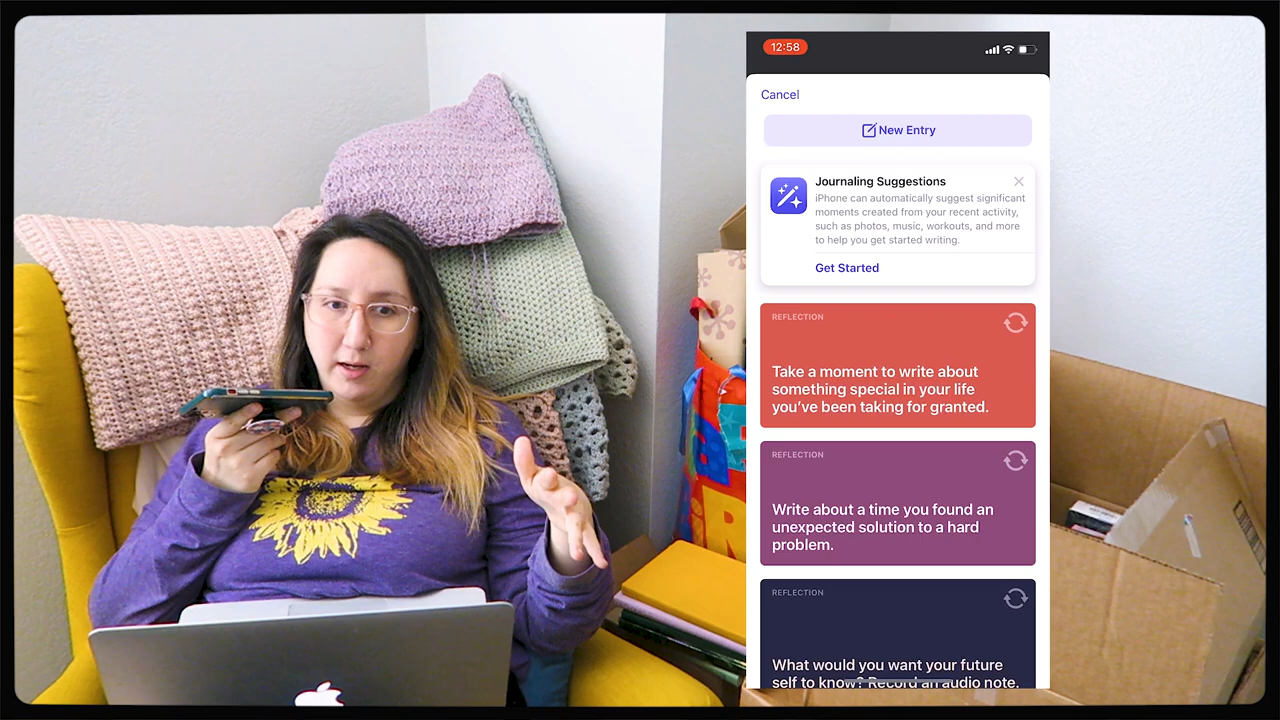 12:58
Cancel
New Entry
Journaling Suggestions
iPhone can automatically suggest significant
moments created from your recent activity,
such as photos, music, workouts, and more
to help you get started writing.
Get Started
REFLECTION
Take a moment to write about
something special in your life
you've been taking for granted.
REFLECTION
Write about a time you found an
unexpected solution to a hard
problem.
REFLECTION
What would you want your future
self to know? Record an audio note.